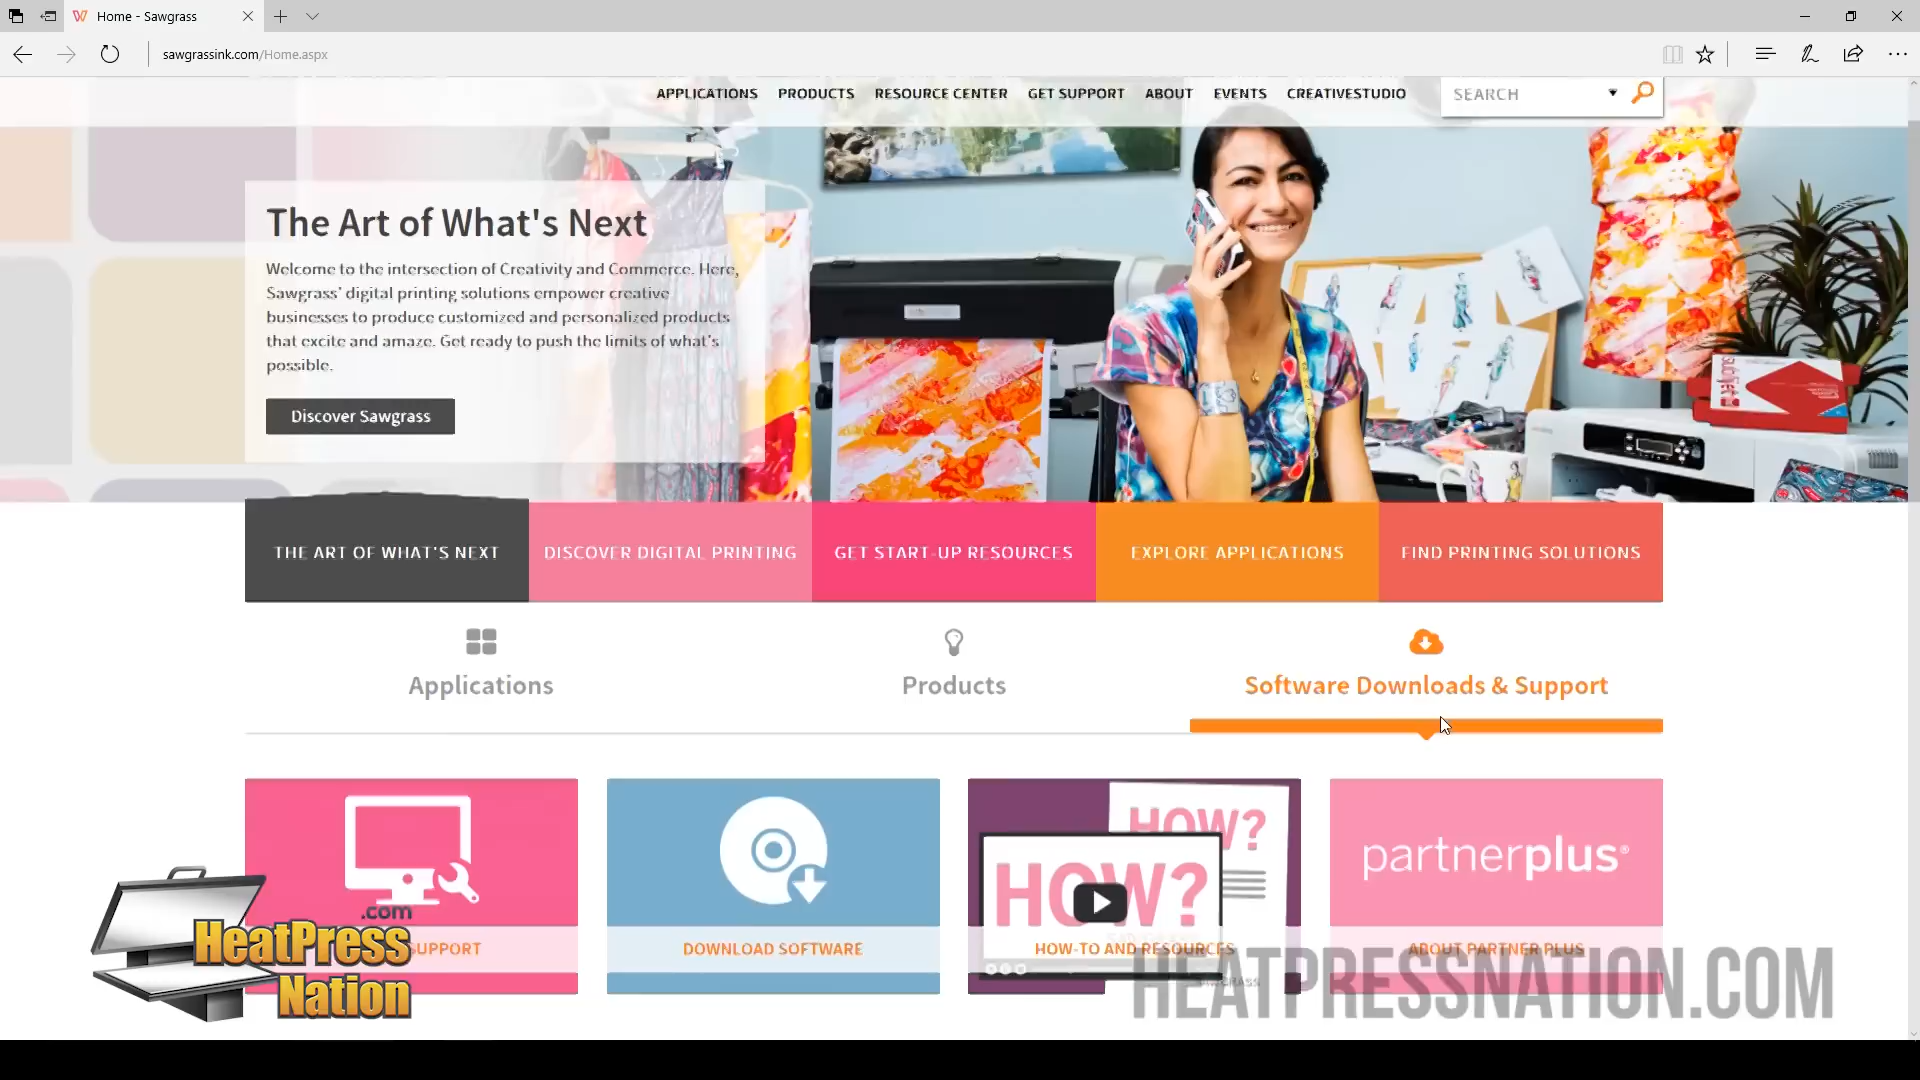 Home - Sawgrass
sawgrassink.com/Home.aspx
APPLICATIONS PRODUCTS RESOURCE CENTER GET SUPPORT ABOUT EVENTS CREATIVESTUDIO SEARCH
The Art of What's Next
Welcome to the intersection of Creativity and Commerce. Here,
Sawgrass' digital printing solutions empower creative
businesses to produce customized and personalized products
that excite and amaze. Get ready to push the limits of what's
possible.
Discover Sawgrass
THE ART OF WHAT'S NEXT DISCOVER DIGITAL PRINTING GET START-UP RESOURCES EXPLORE APPLICATIONS FIND PRINTING SOLUTIONS
Applications Products Software Downloads & Support
HOW?
HOW?
partnerplus®
SUPPORT DOWNLOAD SOFTWARE HOW-TO AND RESOURCES ABOUT PARTNER PLUS
.com
HeatPress
Nation
HEATPRESSNATION.COM